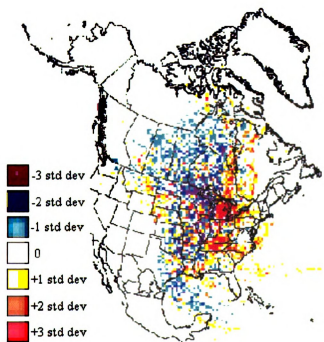 -3 std dev
-2 std dev
-1 std dev
0
+1 std dev
+2 std dev
+3 std dev